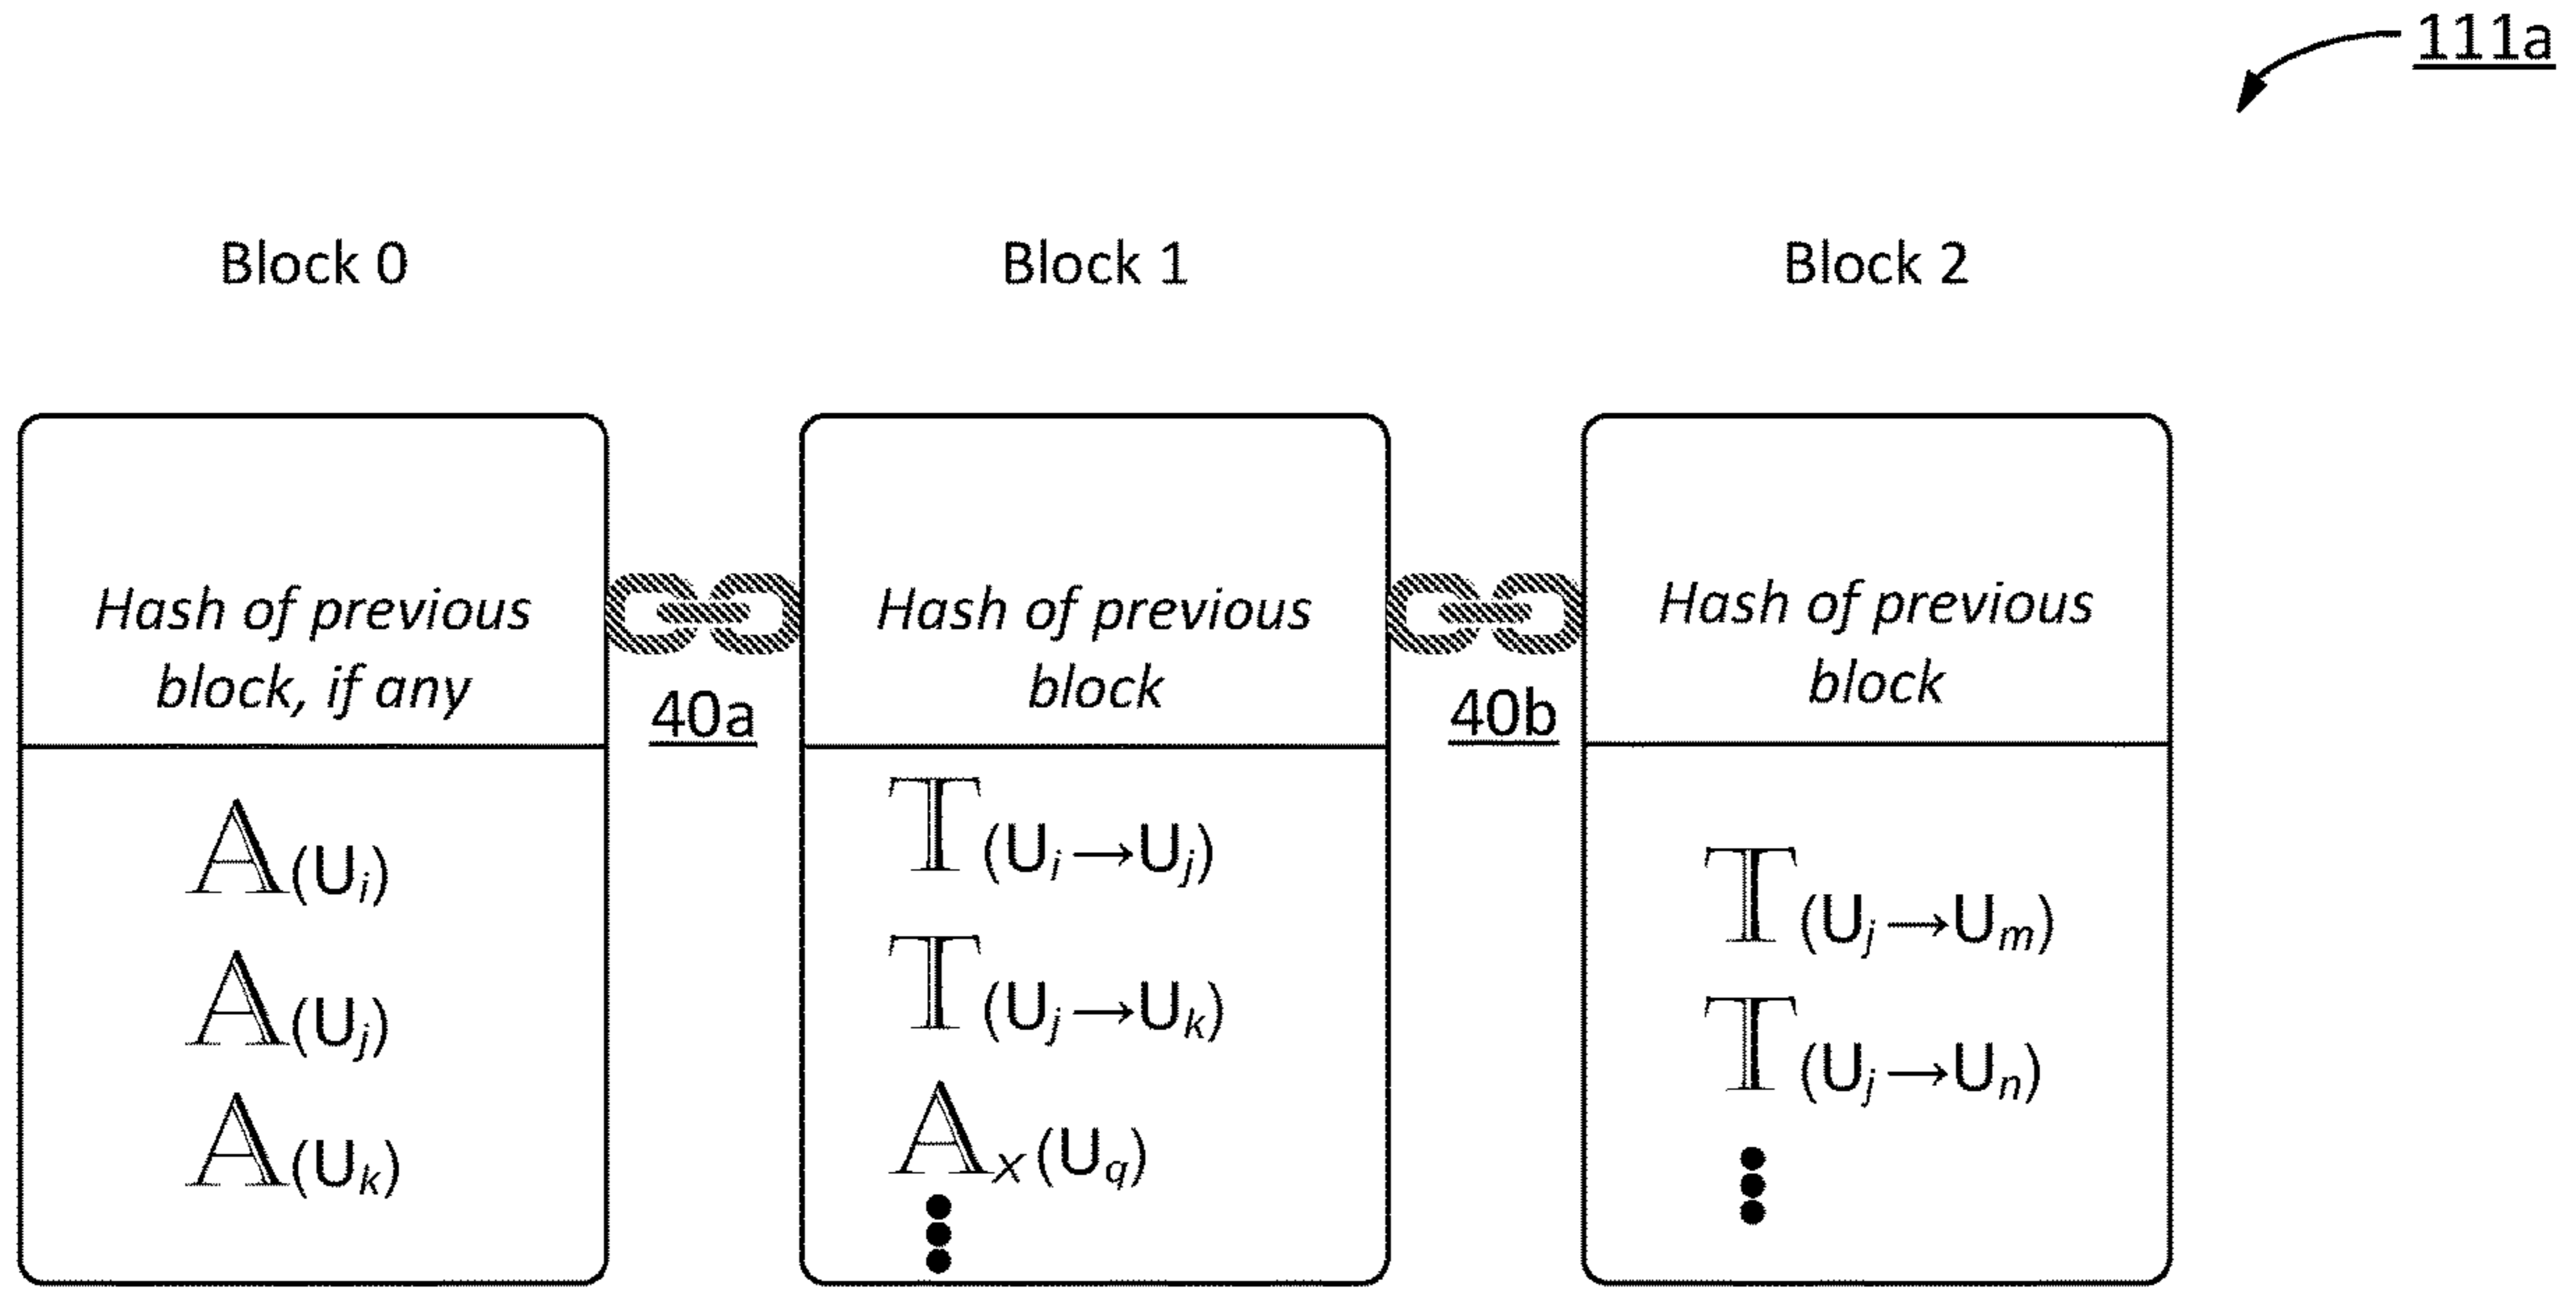 111a
Block 0
Block 1
Block 2
Hash of previous
block, if any
40a
Hash of previous
block
40b
Hash of previous
block
𝔸(Uᵢ)
𝔸(Uⱼ)
𝔸(Uₖ)
𝕋(Uᵢ→Uⱼ)
𝕋(Uⱼ→Uₖ)
𝔸ₓ(U_q)
𝕋(Uⱼ→Uₘ)
𝕋(Uⱼ→Uₙ)